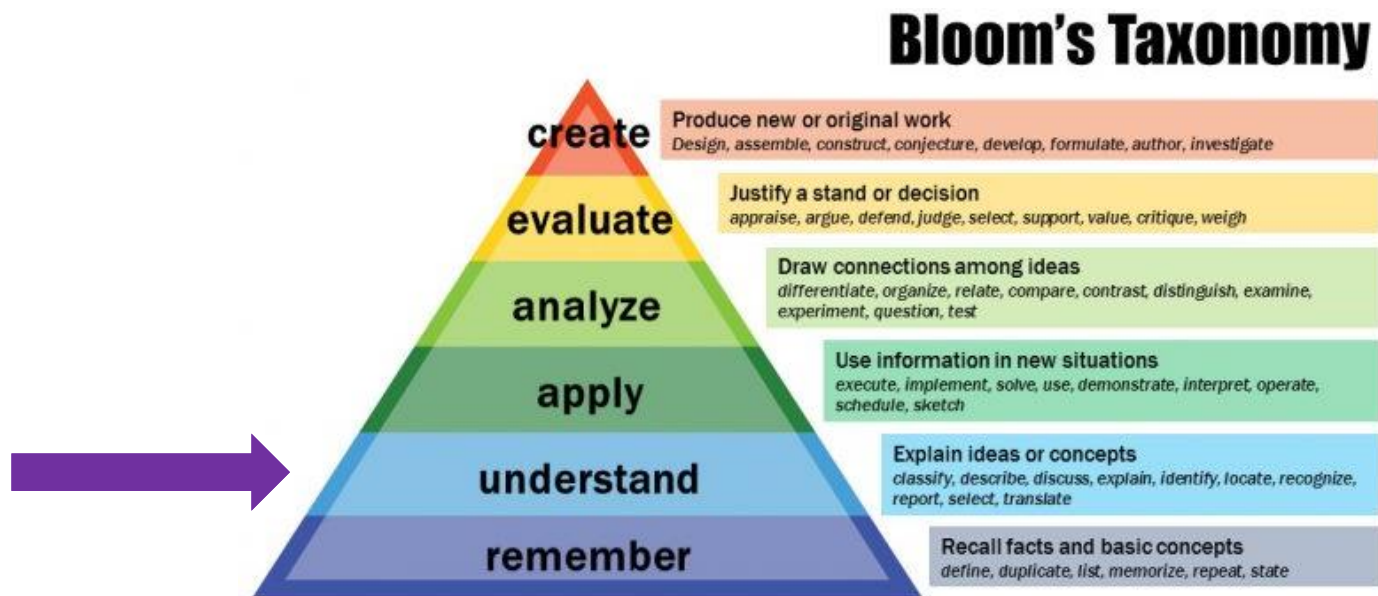 Bloom's Taxonomy
create
Produce new or original work
Design, assemble, construct, conjecture, develop, formulate, author, investigate
evaluate
Justify a stand or decision
appraise, argue, defend, judge, select, support, value, critique, weigh
analyze
Draw connections among ideas
differentiate, organize, relate, compare, contrast, distinguish, examine,
experiment, question, test
apply
Use information in new situations
execute, implement, solve, use, demonstrate, interpret, operate,
schedule, sketch
understand
Explain ideas or concepts
classify, describe, discuss, explain, identify, locate, recognize,
report, select, translate
remember
Recall facts and basic concepts
define, duplicate, list, memorize, repeat, state